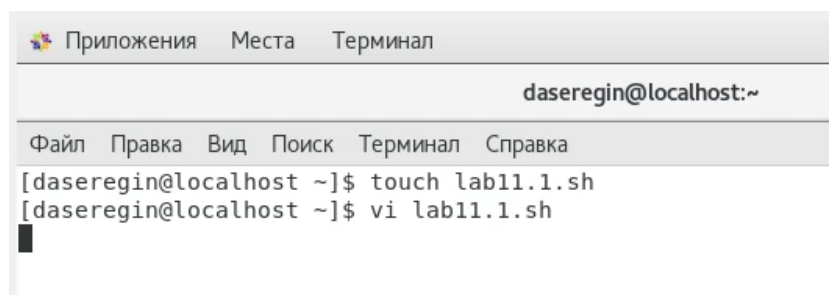 Приложения Места Терминал
daseregin@localhost:~
Файл Правка Вид Поиск Терминал Справка
[daseregin@localhost ~]$ touch lab11.1.sh
[daseregin@localhost ~]$ vi lab11.1.sh